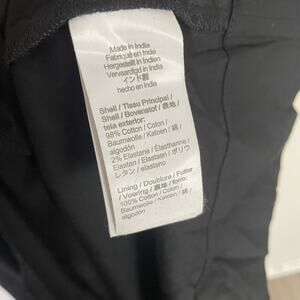 Made in India
Fabriqué en Inde
Hergestellt in Indien
Vervaardigd in India
インド製
hecho en India
Shell / Tissu Principal /
Shell / Bovenstof / 表地 /
tela exterior:
98% Cotton / Coton /
Baumwolle / Katoen / 綿 /
algodón
2% Elastane / Élasthanne /
Elastan / Elastaan / ポリウ
レタン / elastano
Lining / Doublure / Futter
/ Voering / 裏地 / forro:
100% Cotton / Coton /
Baumwolle / Katoen / 綿 /
algodón